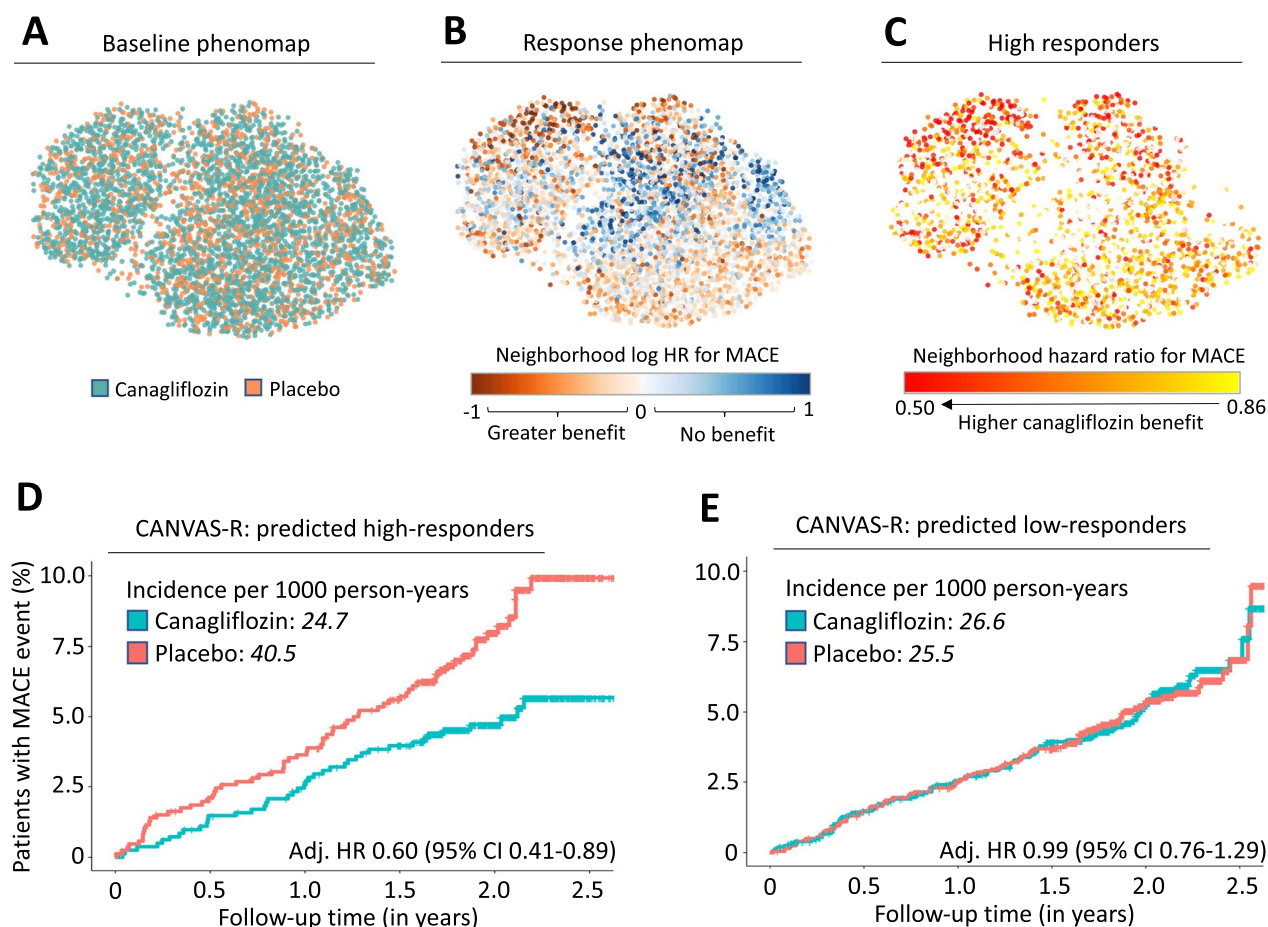 A
Baseline phenomap
Canagliflozin Placebo
B
Response phenomap
Neighborhood log HR for MACE
-1 0 1
Greater benefit No benefit
C
High responders
Neighborhood hazard ratio for MACE
0.50 0.86
Higher canagliflozin benefit
D
CANVAS-R: predicted high-responders
Patients with MACE event (%)
10.0
7.5
5.0
2.5
0
Incidence per 1000 person-years
Canagliflozin: 24.7
Placebo: 40.5
Adj. HR 0.60 (95% CI 0.41-0.89)
0 0.5 1.0 1.5 2.0 2.5
Follow-up time (in years)
E
CANVAS-R: predicted low-responders
10.0
7.5
5.0
2.5
0
Incidence per 1000 person-years
Canagliflozin: 26.6
Placebo: 25.5
Adj. HR 0.99 (95% CI 0.76-1.29)
0 0.5 1.0 1.5 2.0 2.5
Follow-up time (in years)